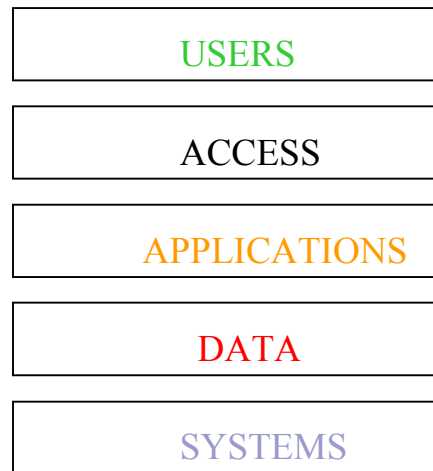 USERS
ACCESS
APPLICATIONS
DATA
SYSTEMS